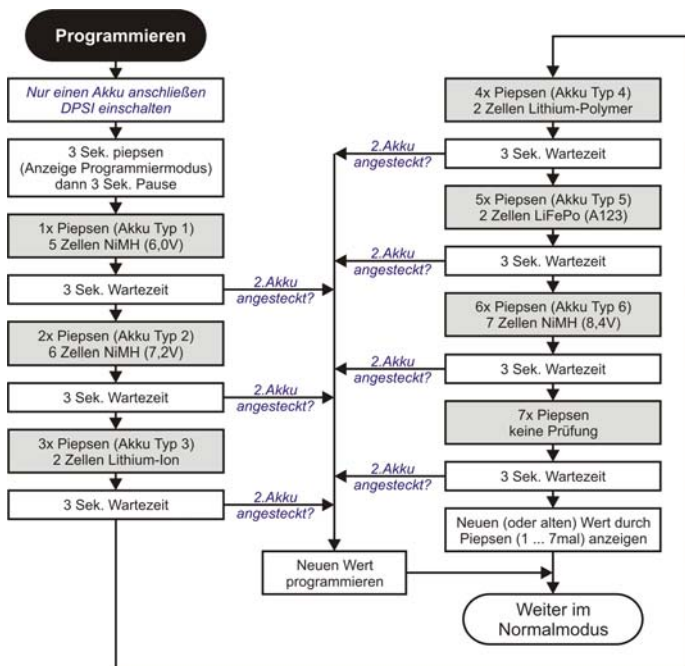 Programmieren
Nur einen Akku anschließen
DPSI einschalten
3 Sek. piepsen
(Anzeige Programmiermodus)
dann 3 Sek. Pause
1x Piepsen (Akku Typ 1)
5 Zellen NiMH (6,0V)
3 Sek. Wartezeit
2.Akku
angesteckt?
2x Piepsen (Akku Typ 2)
6 Zellen NiMH (7,2V)
3 Sek. Wartezeit
2.Akku
angesteckt?
3x Piepsen (Akku Typ 3)
2 Zellen Lithium-Ion
3 Sek. Wartezeit
2.Akku
angesteckt?
4x Piepsen (Akku Typ 4)
2 Zellen Lithium-Polymer
2.Akku
angesteckt?
3 Sek. Wartezeit
5x Piepsen (Akku Typ 5)
2 Zellen LiFePo (A123)
2.Akku
angesteckt?
3 Sek. Wartezeit
6x Piepsen (Akku Typ 6)
7 Zellen NiMH (8,4V)
2.Akku
angesteckt?
3 Sek. Wartezeit
7x Piepsen
keine Prüfung
2.Akku
angesteckt?
3 Sek. Wartezeit
Neuen (oder alten) Wert durch
Piepsen (1 ... 7mal) anzeigen
Neuen Wert
programmieren
Weiter im
Normalmodus